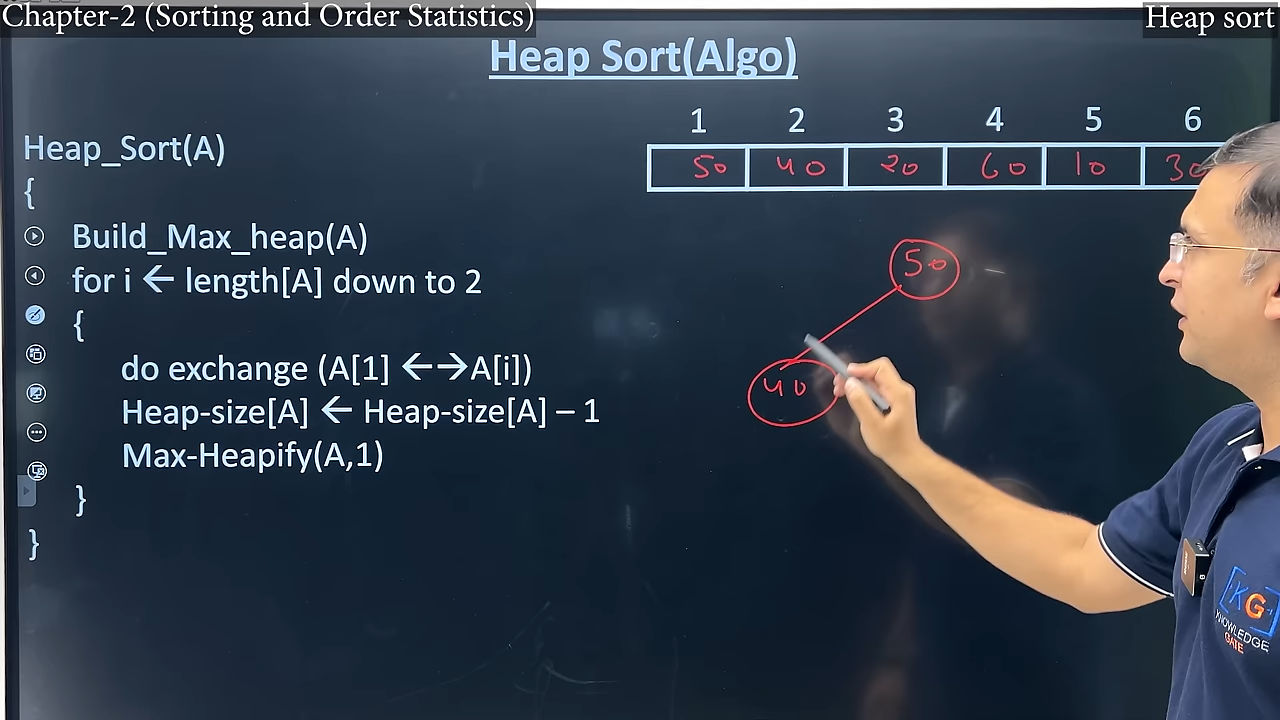 Chapter-2 (Sorting and Order Statistics)
Heap sort
Heap Sort(Algo)
1 2 3 4 5 6
50 40 20 60 10 30
Heap_Sort(A)
{
Build_Max_heap(A)
for i ← length[A] down to 2
{
do exchange (A[1] ←→A[i])
Heap-size[A] ← Heap-size[A] – 1
Max-Heapify(A,1)
}
}
50
40
KG
KNOWLEDGE
GATE